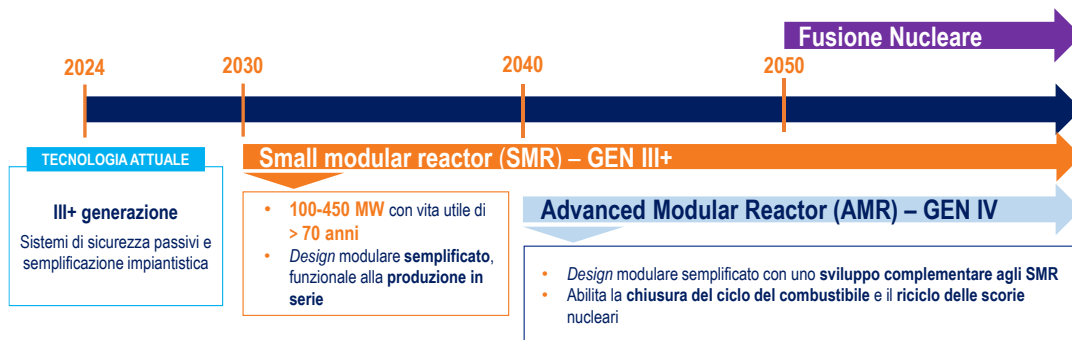 Fusione Nucleare
2024
2030
2040
2050
TECNOLOGIA ATTUALE
III+ generazione
Sistemi di sicurezza passivi e
semplificazione impiantistica
Small modular reactor (SMR) – GEN III+
• 100-450 MW con vita utile di
> 70 anni
• Design modulare semplificato,
funzionale alla produzione in
serie
Advanced Modular Reactor (AMR) – GEN IV
• Design modulare semplificato con uno sviluppo complementare agli SMR
• Abilita la chiusura del ciclo del combustibile e il riciclo delle scorie
nucleari